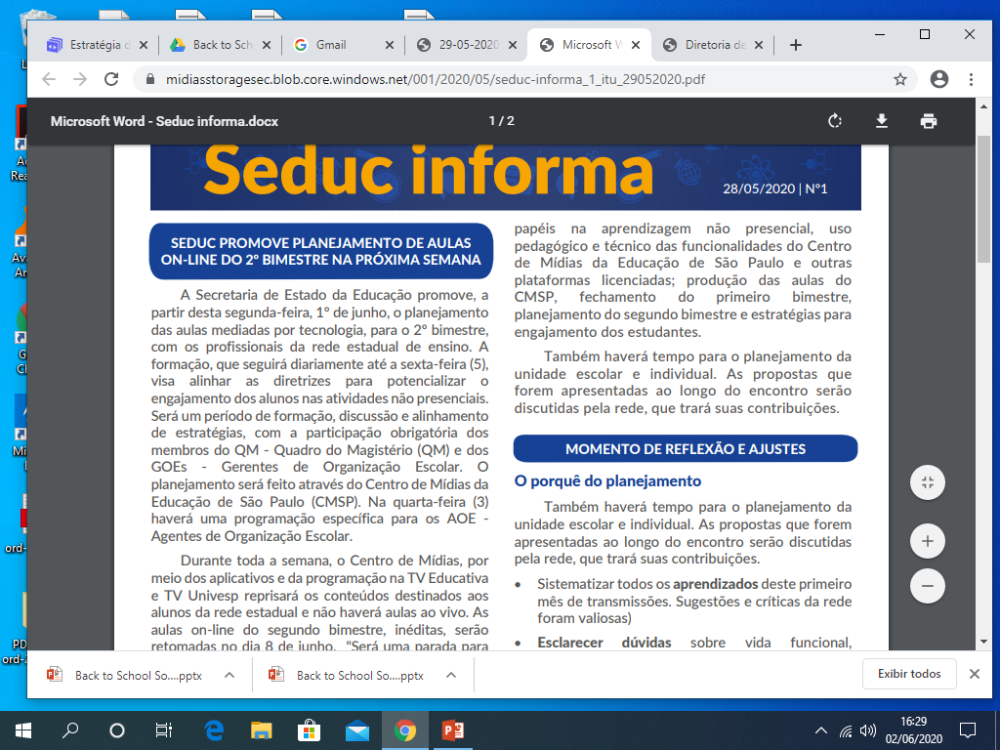 Estratégia d
Back to Sch
Gmail
29-05-2020
Microsoft W
Diretoria de
midiasstoragesec.blob.core.windows.net/001/2020/05/seduc-informa_1_itu_29052020.pdf
Microsoft Word - Seduc informa.docx
1 / 2
Seduc informa
28/05/2020 | Nº1
SEDUC PROMOVE PLANEJAMENTO DE AULAS
ON-LINE DO 2º BIMESTRE NA PRÓXIMA SEMANA
A Secretaria de Estado da Educação promove, a
partir desta segunda-feira, 1º de junho, o planejamento
das aulas mediadas por tecnologia, para o 2º bimestre,
com os profissionais da rede estadual de ensino. A
formação, que seguirá diariamente até a sexta-feira (5),
visa alinhar as diretrizes para potencializar o
engajamento dos alunos nas atividades não presenciais.
Será um período de formação, discussão e alinhamento
de estratégias, com a participação obrigatória dos
membros do QM - Quadro do Magistério (QM) e dos
GOEs - Gerentes de Organização Escolar. O
planejamento será feito através do Centro de Mídias da
Educação de São Paulo (CMSP). Na quarta-feira (3)
haverá uma programação específica para os AOE -
Agentes de Organização Escolar.
Durante toda a semana, o Centro de Mídias, por
meio dos aplicativos e da programação na TV Educativa
e TV Univesp reprisará os conteúdos destinados aos
alunos da rede estadual e não haverá aulas ao vivo. As
aulas on-line do segundo bimestre, inéditas, serão
retomadas no dia 8 de junho. "Será uma parada para
papéis na aprendizagem não presencial, uso
pedagógico e técnico das funcionalidades do Centro
de Mídias da Educação de São Paulo e outras
plataformas licenciadas; produção das aulas do
CMSP, fechamento do primeiro bimestre,
planejamento do segundo bimestre e estratégias para
engajamento dos estudantes.
Também haverá tempo para o planejamento da
unidade escolar e individual. As propostas que
forem apresentadas ao longo do encontro serão
discutidas pela rede, que trará suas contribuições.
MOMENTO DE REFLEXÃO E AJUSTES
O porquê do planejamento
Também haverá tempo para o planejamento da
unidade escolar e individual. As propostas que forem
apresentadas ao longo do encontro serão discutidas
pela rede, que trará suas contribuições.
• Sistematizar todos os aprendizados deste primeiro
mês de transmissões. Sugestões e críticas da rede
foram valiosas)
• Esclarecer dúvidas sobre vida funcional,
Back to School So....pptx
Back to School So....pptx
Exibir todos
16:29
02/06/2020